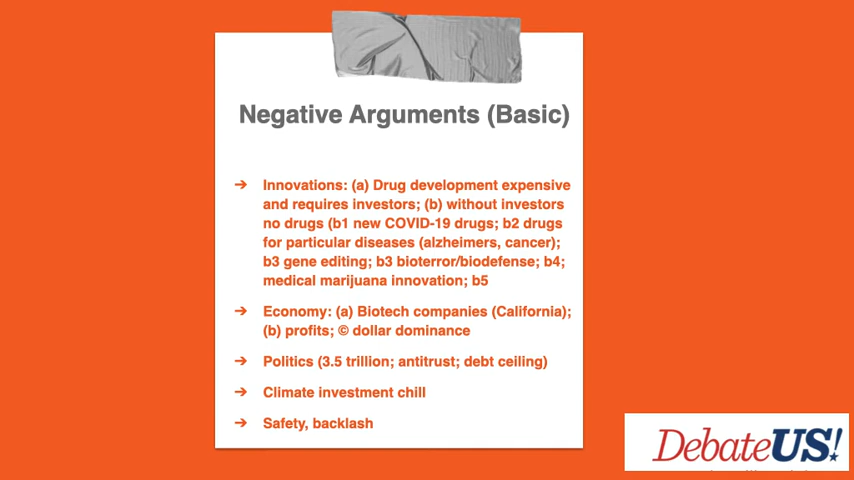 Negative Arguments (Basic)
➔ Innovations: (a) Drug development expensive
and requires investors; (b) without investors
no drugs (b1 new COVID-19 drugs; b2 drugs
for particular diseases (alzheimers, cancer);
b3 gene editing; b3 bioterror/biodefense; b4;
medical marijuana innovation; b5
➔ Economy: (a) Biotech companies (California);
(b) profits; © dollar dominance
➔ Politics (3.5 trillion; antitrust; debt ceiling)
➔ Climate investment chill
➔ Safety, backlash
DebateUS!